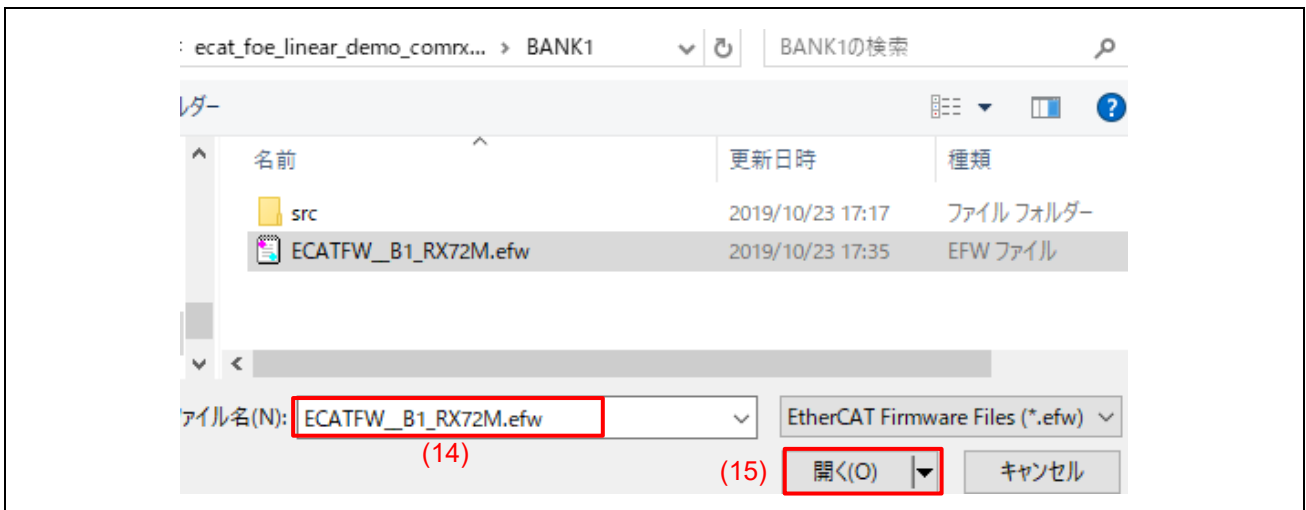 ecat_foe_linear_demo_comrx... > BANK1 BANK1の検索
ルダー
名前 更新日時 種類
src 2019/10/23 17:17 ファイル フォルダー
ECATFW__B1_RX72M.efw 2019/10/23 17:35 EFW ファイル
ァイル名(N): ECATFW__B1_RX72M.efw EtherCAT Firmware Files (*.efw)
(14)
(15) 開く(O) キャンセル